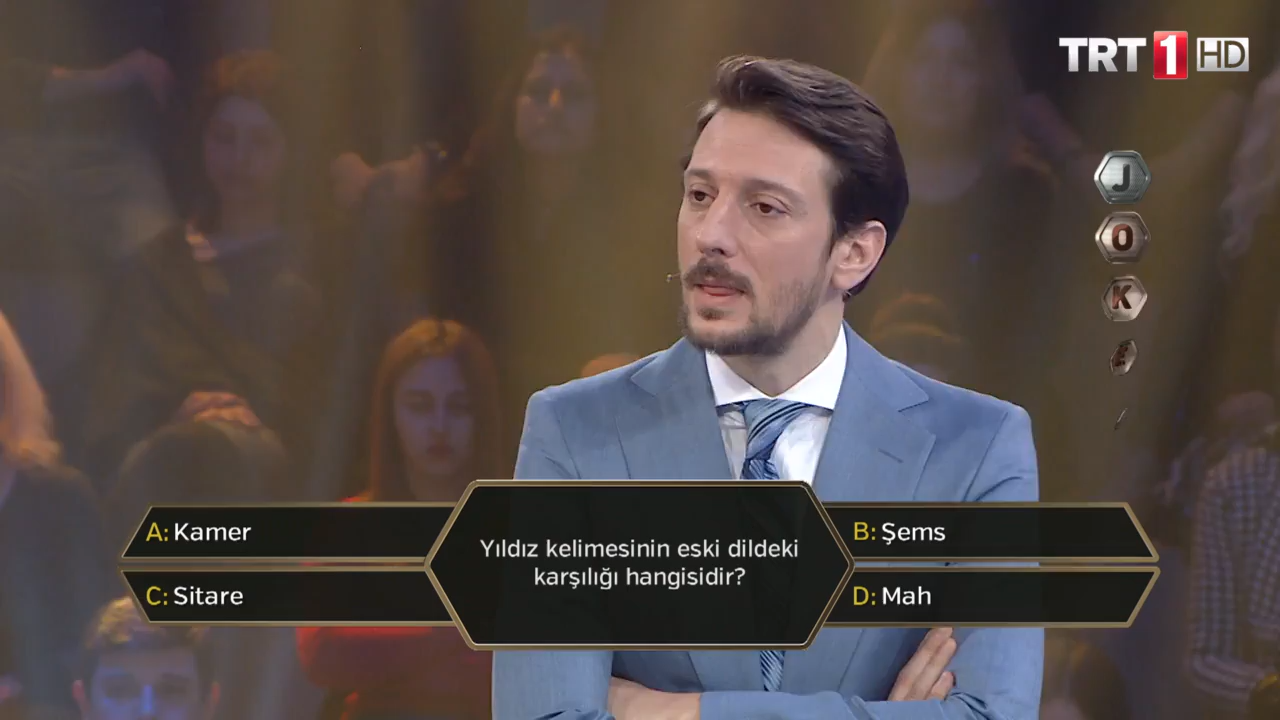 TRT 1 HD
J
O
K
A: Kamer
B: Şems
Yıldız kelimesinin eski dildeki
karşılığı hangisidir?
C: Sitare
D: Mah